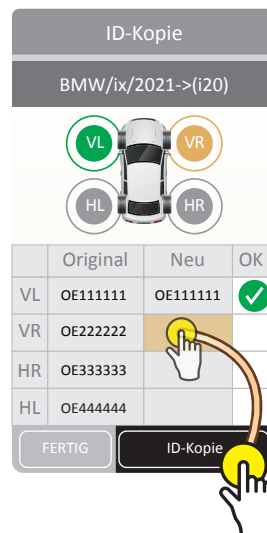 ID-Kopie
BMW/ix/2021->(i20)
VL VR
HL HR
Original Neu OK
VL OE111111 OE111111
VR OE222222
HR OE333333
HL OE444444
FERTIG ID-Kopie